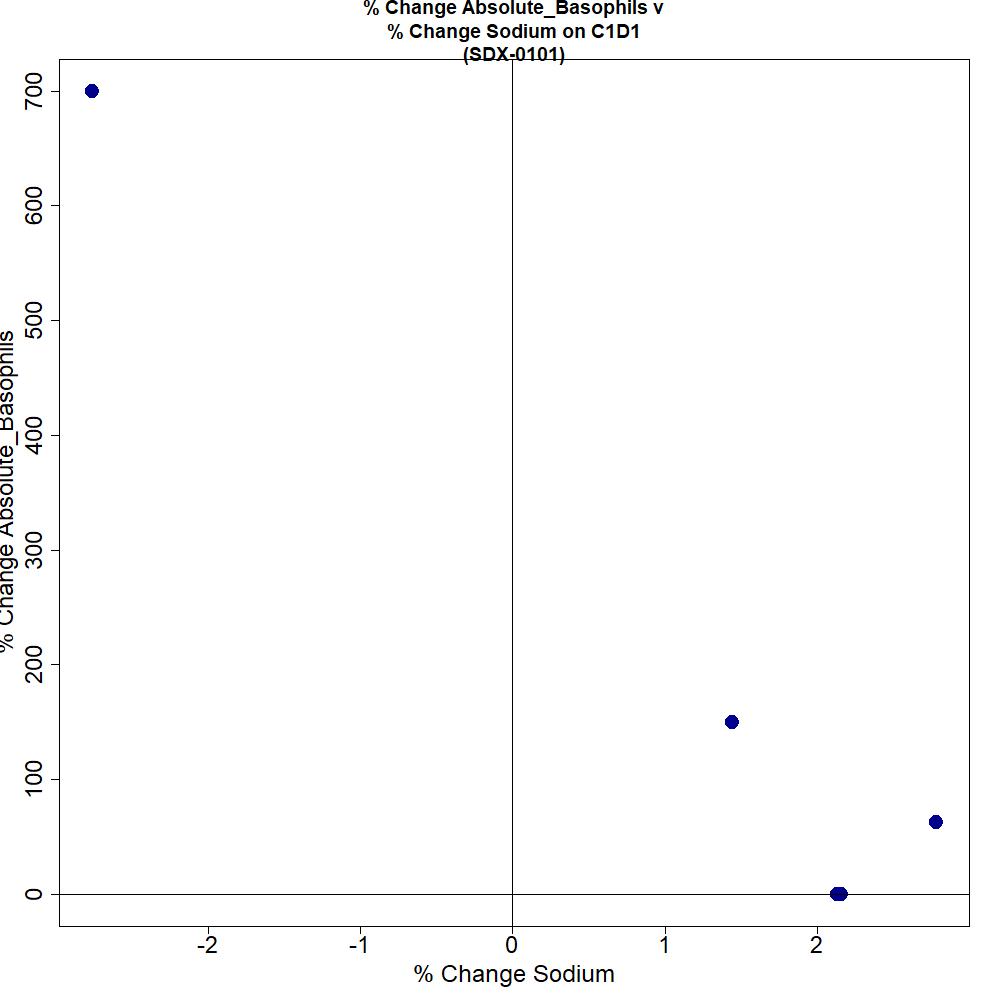 % Change Absolute_Basophils v
% Change Sodium on C1D1
(SDX-0101)
% Change Absolute_Basophils
700
600
500
400
300
200
100
0
-2
-1
0
1
2
% Change Sodium